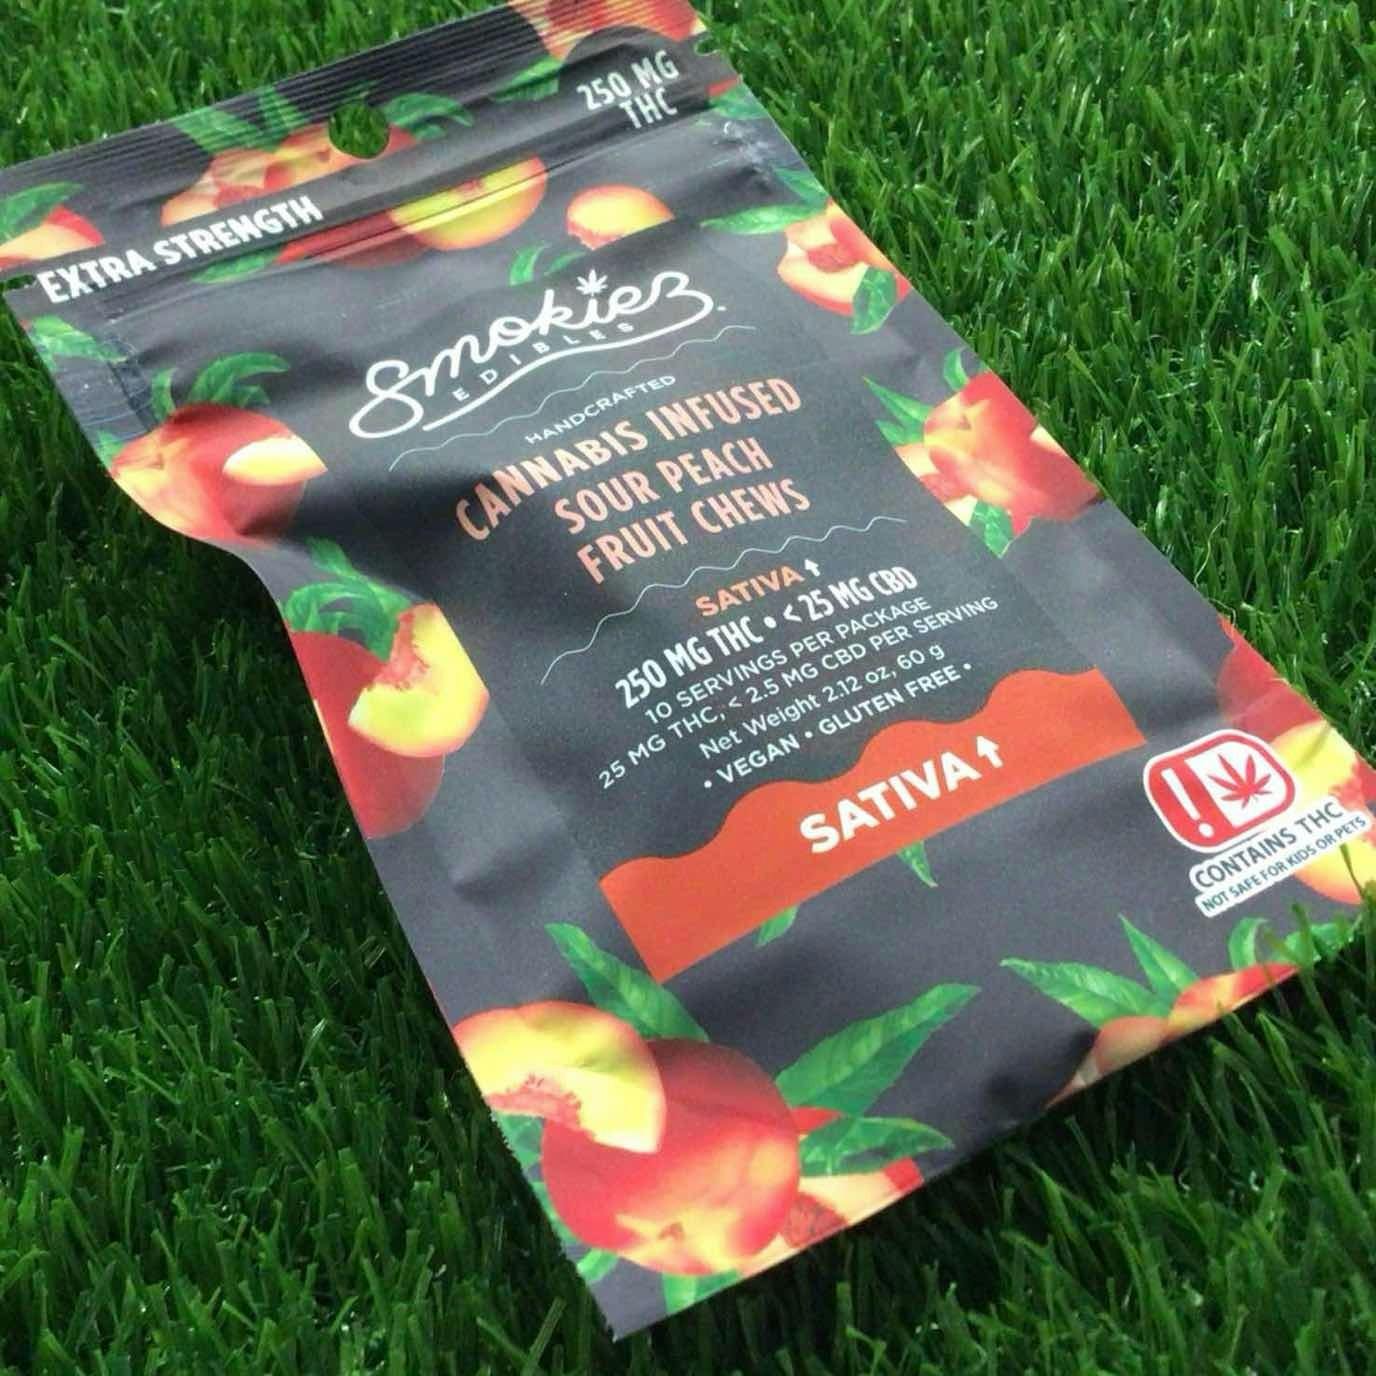 250 MG
THC
EXTRA STRENGTH
Smokiez
EDIBLES
HANDCRAFTED
CANNABIS INFUSED
SOUR PEACH
FRUIT CHEWS
SATIVA ↑
250 MG THC • < 25 MG CBD
10 SERVINGS PER PACKAGE
25 MG THC, < 2.5 MG CBD PER SERVING
Net Weight 2.12 oz, 60 g
• VEGAN • GLUTEN FREE •
SATIVA ↑
!
CONTAINS THC
NOT SAFE FOR KIDS OR PETS